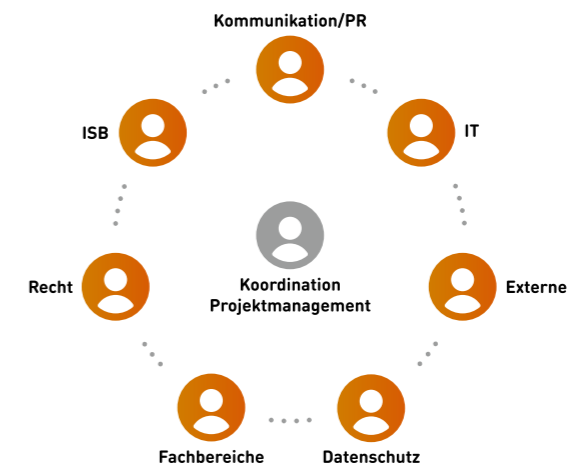 Kommunikation/PR
ISB
IT
Koordination
Projektmanagement
Recht
Externe
Fachbereiche
Datenschutz